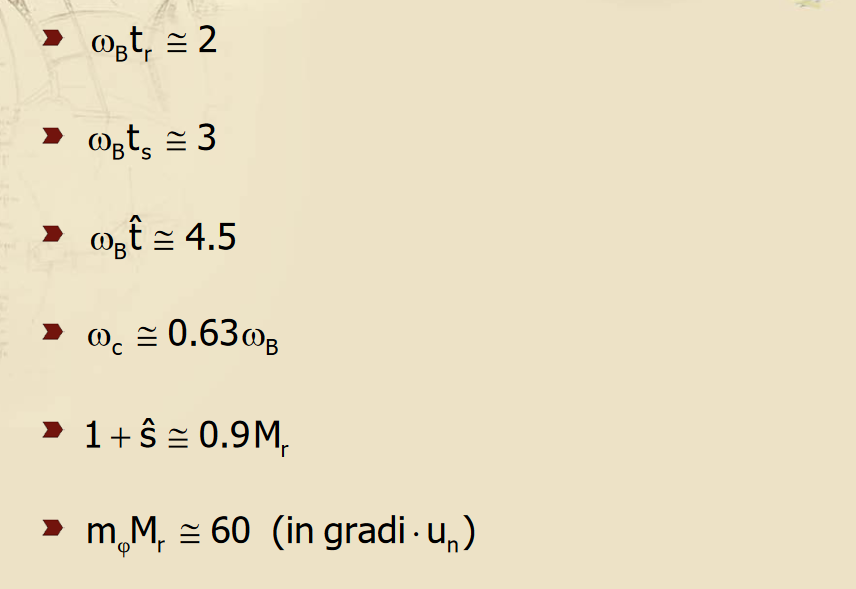 ω_B t_r ≅ 2
ω_B t_s ≅ 3
ω_B t̂ ≅ 4.5
ω_c ≅ 0.63ω_B
1 + ŝ ≅ 0.9M_r
m_φ M_r ≅ 60 (in gradi · u_n)